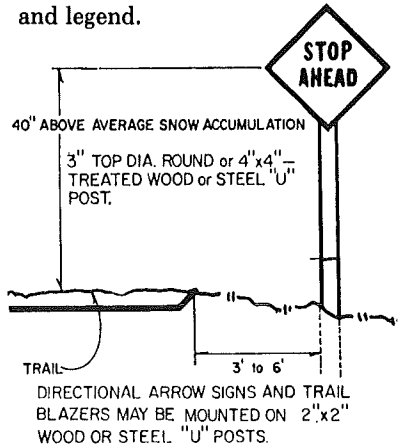 and legend.
STOP
AHEAD
40" ABOVE AVERAGE SNOW ACCUMULATION
3" TOP DIA. ROUND or 4"x4"—
TREATED WOOD or STEEL "U"
POST.
TRAIL
3' to 6'
DIRECTIONAL ARROW SIGNS AND TRAIL
BLAZERS MAY BE MOUNTED ON 2"x2"
WOOD OR STEEL "U" POSTS.